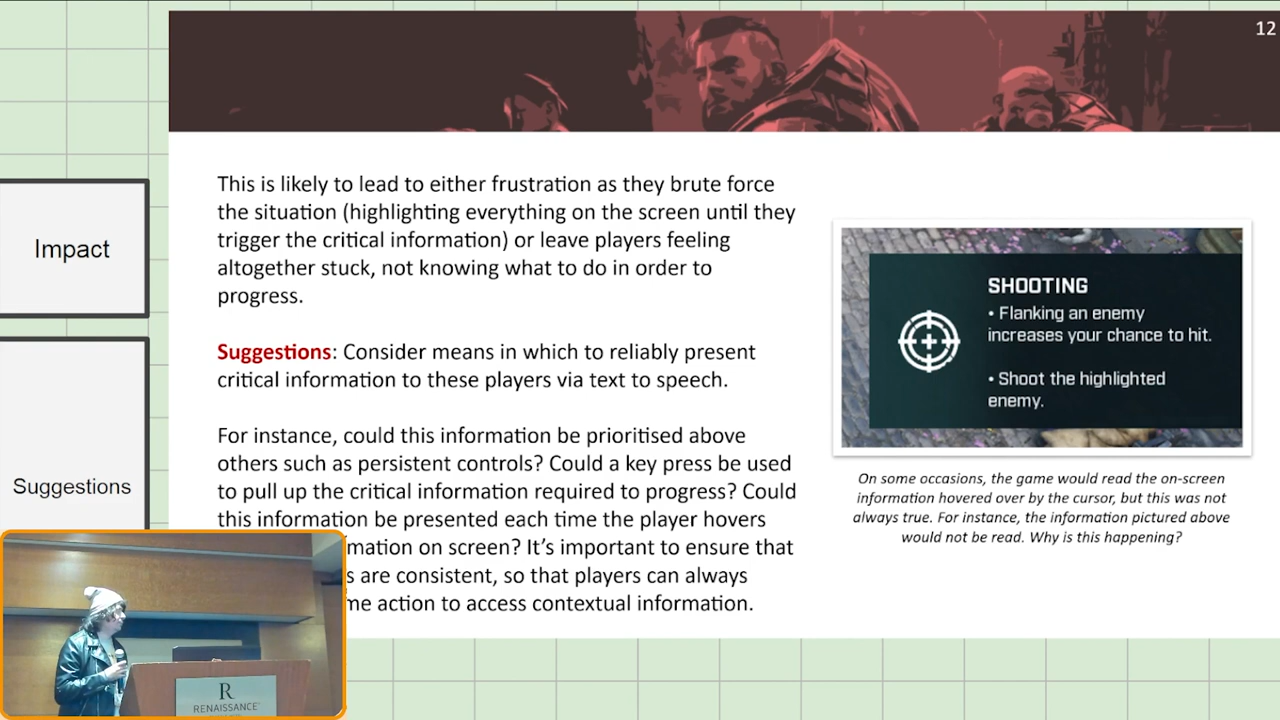 12
Impact
Suggestions
This is likely to lead to either frustration as they brute force
the situation (highlighting everything on the screen until they
trigger the critical information) or leave players feeling
altogether stuck, not knowing what to do in order to
progress.
Suggestions: Consider means in which to reliably present
critical information to these players via text to speech.
For instance, could this information be prioritised above
others such as persistent controls? Could a key press be used
to pull up the critical information required to progress? Could
this information be presented each time the player hovers
mation on screen? It’s important to ensure that
s are consistent, so that players can always
me action to access contextual information.
SHOOTING
• Flanking an enemy
increases your chance to hit.
• Shoot the highlighted
enemy.
On some occasions, the game would read the on-screen
information hovered over by the cursor, but this was not
always true. For instance, the information pictured above
would not be read. Why is this happening?
R
RENAISSANCE